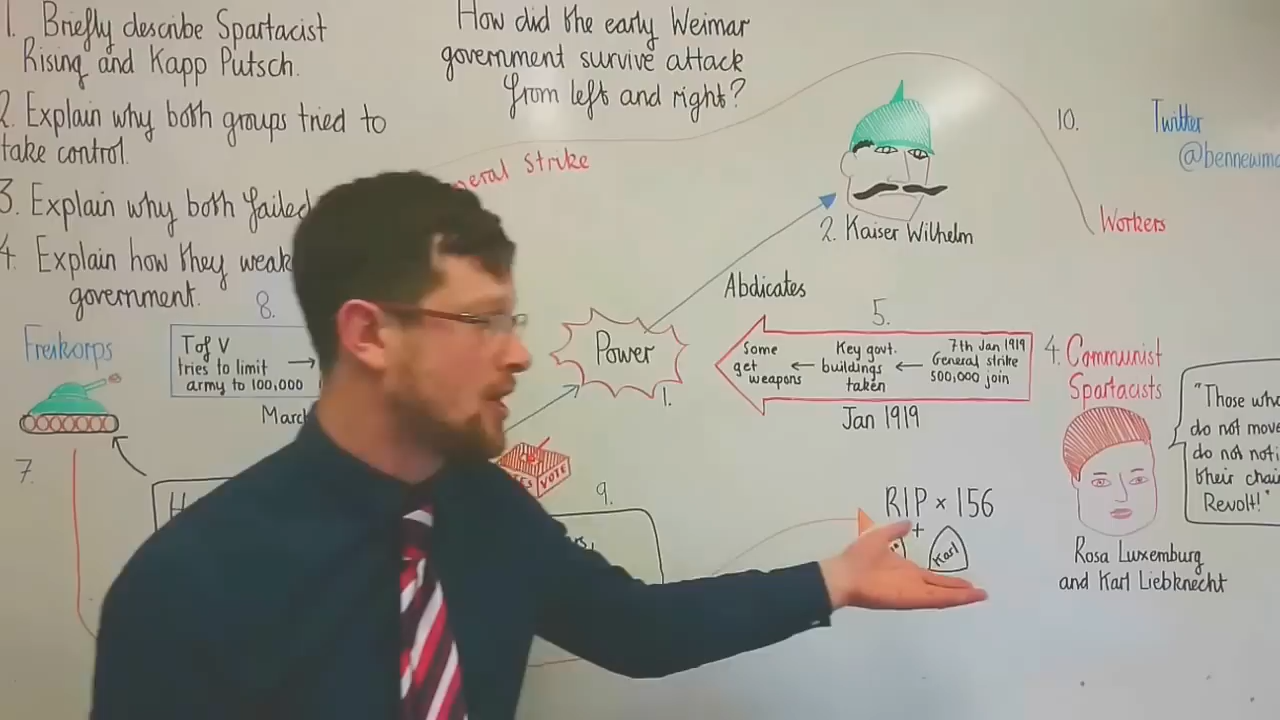 1. Briefly describe Spartacist
Rising and Kapp Putsch.
2. Explain why both groups tried to
take control.
3. Explain why both failed
4. Explain how they weak
government.
How did the early Weimar
government survive attack
from left and right?
neral Strike
10.
Twitter
@bennewma
Workers
2. Kaiser Wilhelm
Abdicates
Power
1.
5.
Some
get
weapons
←
Key govt.
buildings
taken
←
7th Jan 1919
General strike
500,000 join
Jan 1919
4. Communist
Spartacists
"Those who
do not move
do not noti
their chai
Revolt!"
Rosa Luxemburg
and Karl Liebknecht
RIP × 156
+
Karl
8.
T of V
tries to limit →
army to 100,000
March
Freikorps
7.
H
VOTE
9.